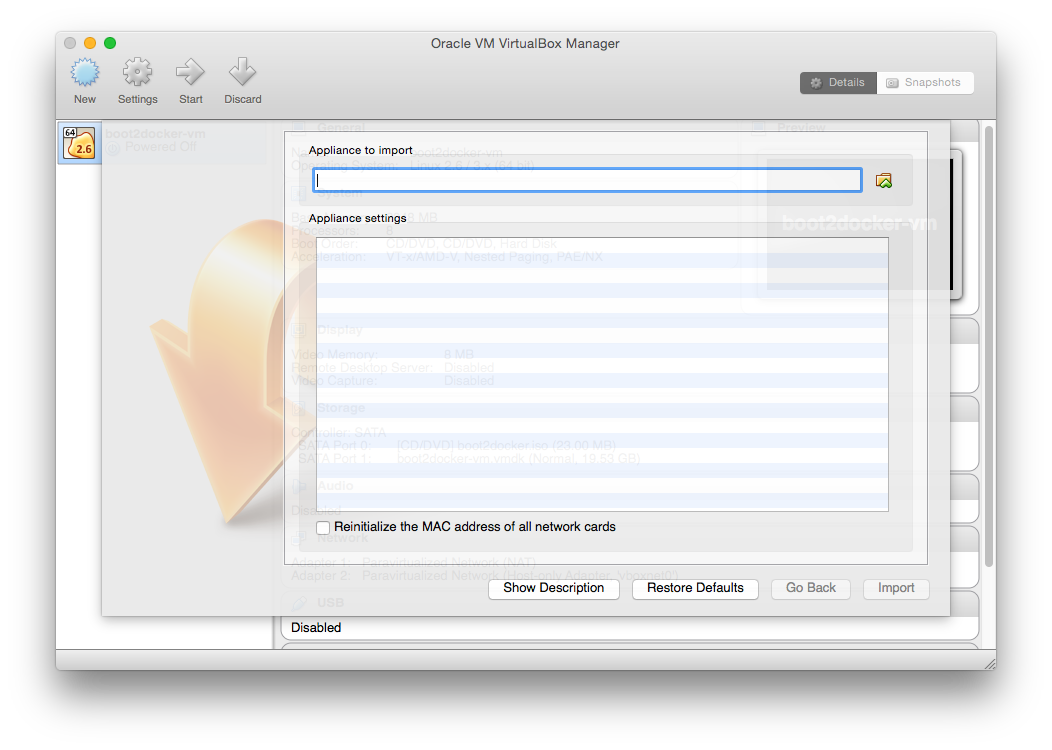 Oracle VM VirtualBox Manager
New
Settings
Start
Discard
Details
Snapshots
64
2.6
boot2docker-vm
Powered Off
General
Preview
Appliance to import
boot2docker-vm
Operating System: Linux 2.6 / 3.x (64 bit)
System
Appliance settings
MB
Processors: 8
Boot Order: CD/DVD, CD/DVD, Hard Disk
Acceleration: VT-x/AMD-V, Nested Paging, PAE/NX
boot2docker-vm
Display
Video Memory: 8 MB
Remote Desktop Server: Disabled
Video Capture: Disabled
Storage
Controller: SATA
SATA Port 0: [CD/DVD] boot2docker.iso (23.00 MB)
SATA Port 1: boot2docker-vm.vmdk (Normal, 19.53 GB)
Audio
Disabled
Reinitialize the MAC address of all network cards
Network
Adapter 1: Paravirtualized Network (NAT)
Adapter 2: Paravirtualized Network (Host-only Adapter, 'vboxnet0')
Show Description
Restore Defaults
Go Back
Import
USB
Disabled